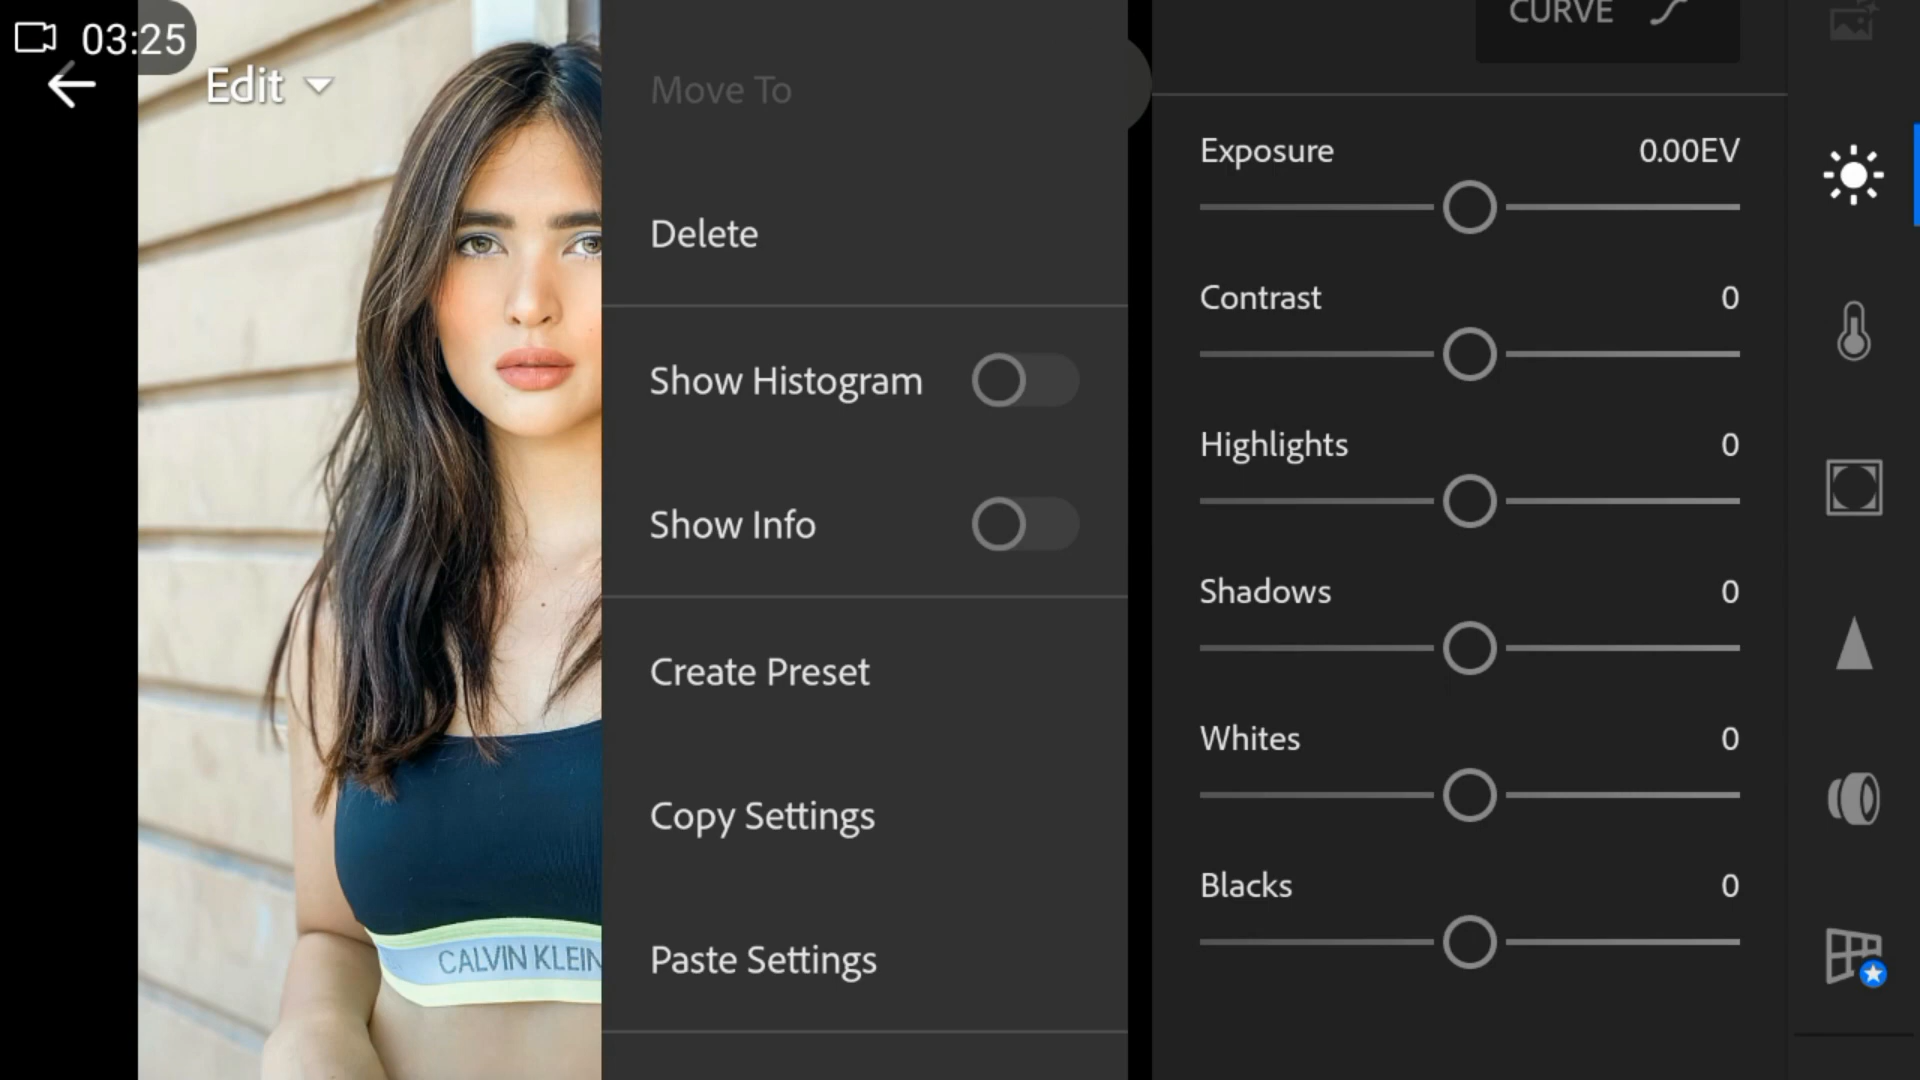 03:25
Edit
CALVIN KLEIN
Move To
Delete
Show Histogram
Show Info
Create Preset
Copy Settings
Paste Settings
CURVE
Exposure 0.00EV
Contrast 0
Highlights 0
Shadows 0
Whites 0
Blacks 0